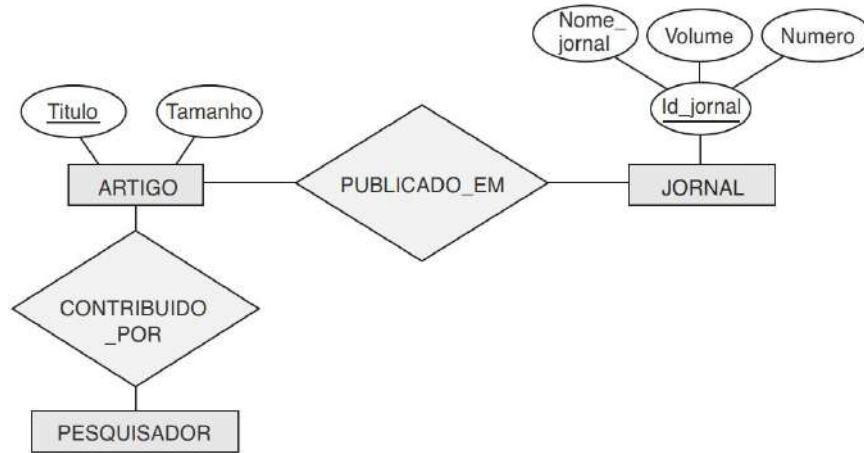 Nome_
jornal
Volume
Numero
Titulo
Tamanho
Id_jornal
ARTIGO
PUBLICADO_EM
JORNAL
CONTRIBUIDO
_POR
PESQUISADOR